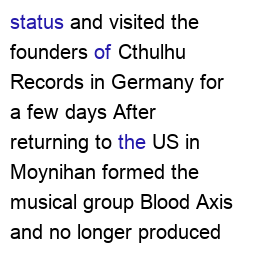 status and visited the
founders of Cthulhu
Records in Germany for
a few days After
returning to the US in
Moynihan formed the
musical group Blood Axis
and no longer produced